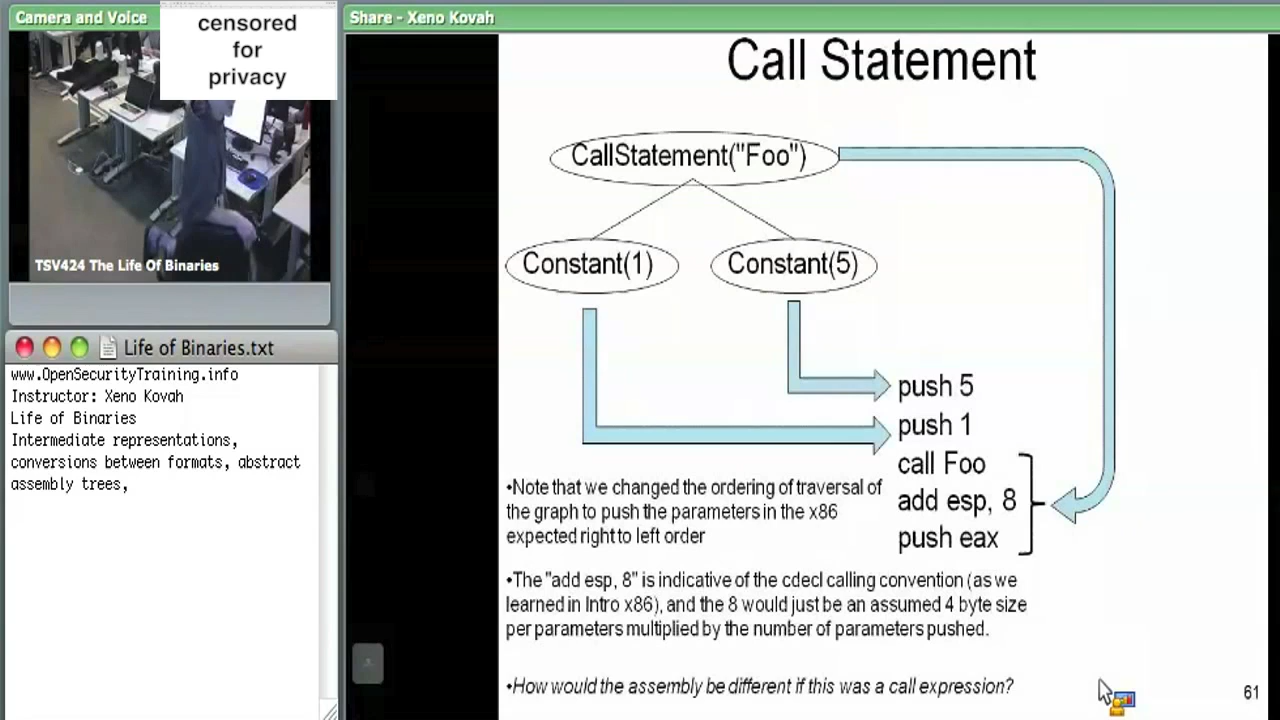 Camera and Voice
censored
for
privacy
TSV424 The Life Of Binaries
Life of Binaries.txt
www.OpenSecurityTraining.info
Instructor: Xeno Kovah
Life of Binaries
Intermediate representations,
conversions between formats, abstract
assembly trees,
Share - Xeno Kovah
Call Statement
CallStatement("Foo")
Constant(1)
Constant(5)
push 5
push 1
call Foo
add esp, 8
push eax
•Note that we changed the ordering of traversal of
the graph to push the parameters in the x86
expected right to left order
•The "add esp, 8" is indicative of the cdecl calling convention (as we
learned in Intro x86), and the 8 would just be an assumed 4 byte size
per parameters multiplied by the number of parameters pushed.
•How would the assembly be different if this was a call expression?
61